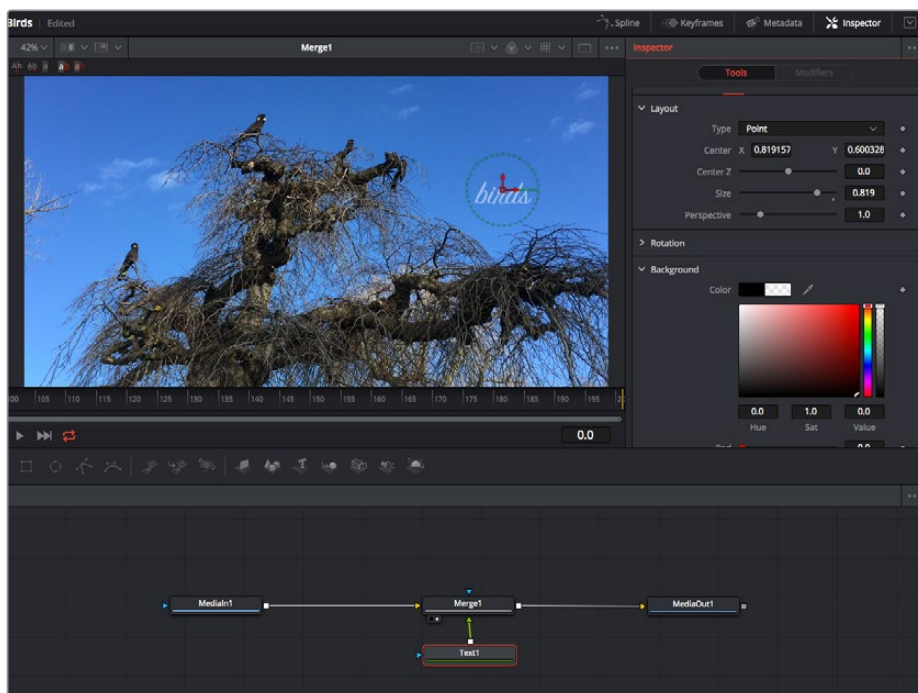 Birds Edited Spline Keyframes Metadata Inspector
42% Merge1 Inspector
Tools Modifiers
Layout
Type Point
Center X 0.819157 Y 0.600328
Center Z 0.0
birds
Size 0.819
Perspective 1.0
Rotation
Background
Color
105 110 115 120 125 130 135 140 145 150 155 160 165 170 175 180 185 190 195
0.0 1.0 0.0
Hue Sat Value
0.0
MediaIn1 Merge1 MediaOut1
Text1